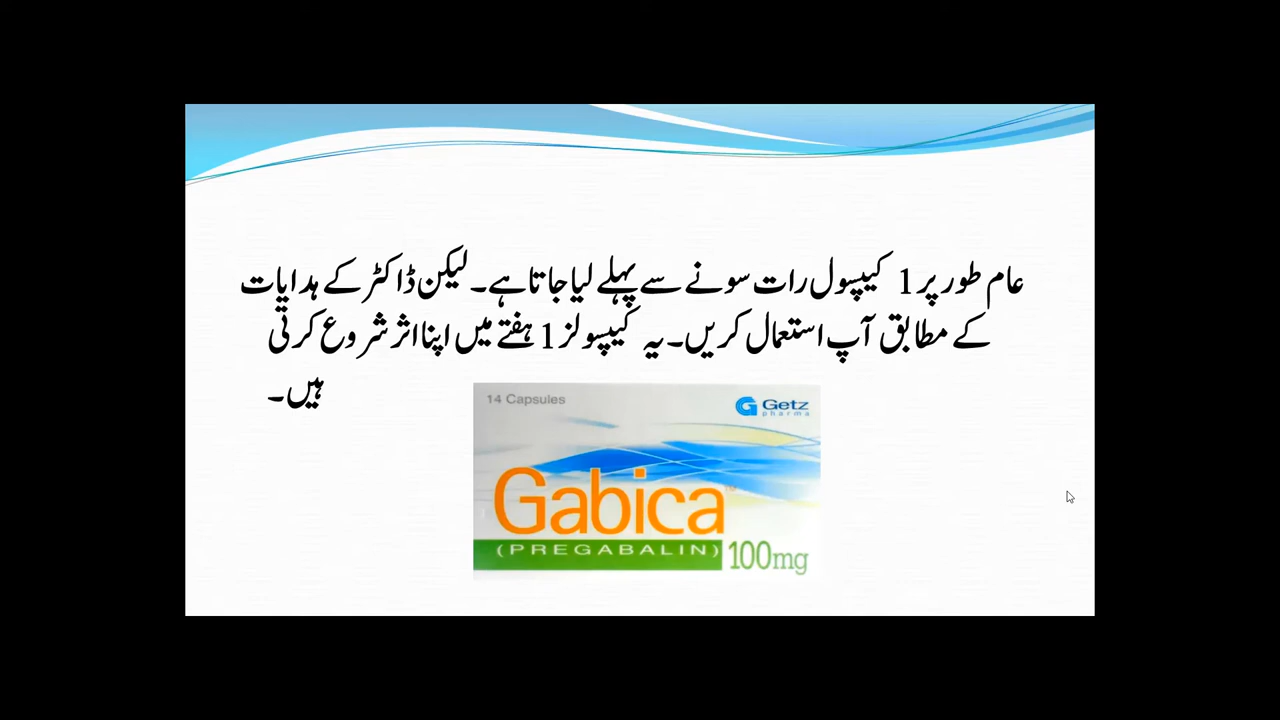 عام طور پر 1 کیپسول رات سونے سے پہلے لیا جاتا ہے۔ لیکن ڈاکٹر کے ہدایات
کے مطابق آپ استعمال کریں۔ یہ کیپسولز 1 ہفتے میں اپنا اثر شروع کرتی
ہیں۔
14 Capsules
Getz
pharma
Gabica
(PREGABALIN)
100mg